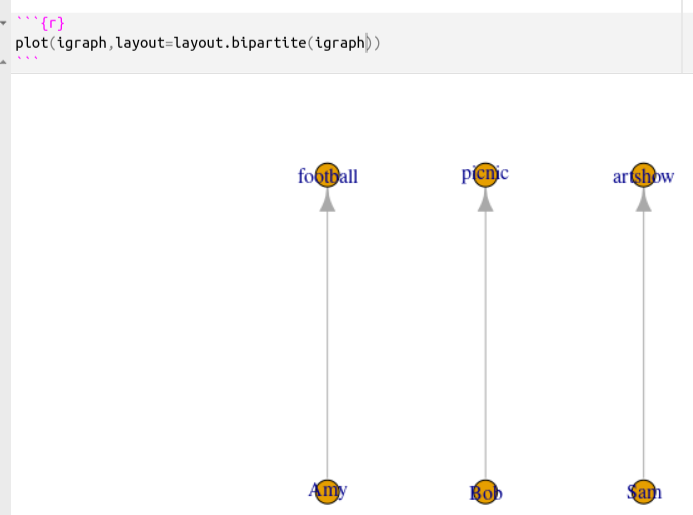 ```{r}
plot(igraph,layout=layout.bipartite(igraph))
```
football picnic artshow
Amy Bob Sam